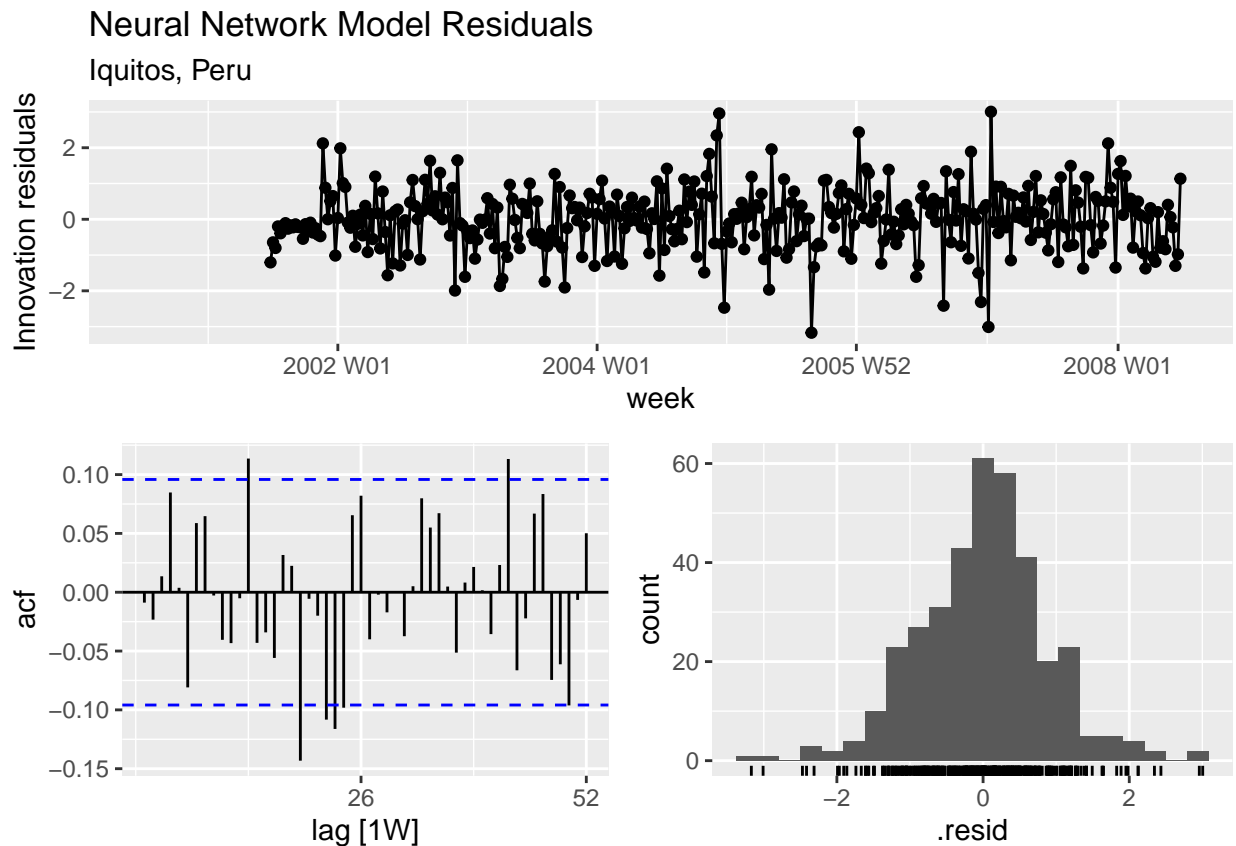 Neural Network Model Residuals
Iquitos, Peru
Innovation residuals
2
0
−2
2002 W01
2004 W01
2005 W52
2008 W01
week
acf
0.10
0.05
0.00
−0.05
−0.10
−0.15
26
52
lag [1W]
count
60
40
20
0
−2
0
2
.resid